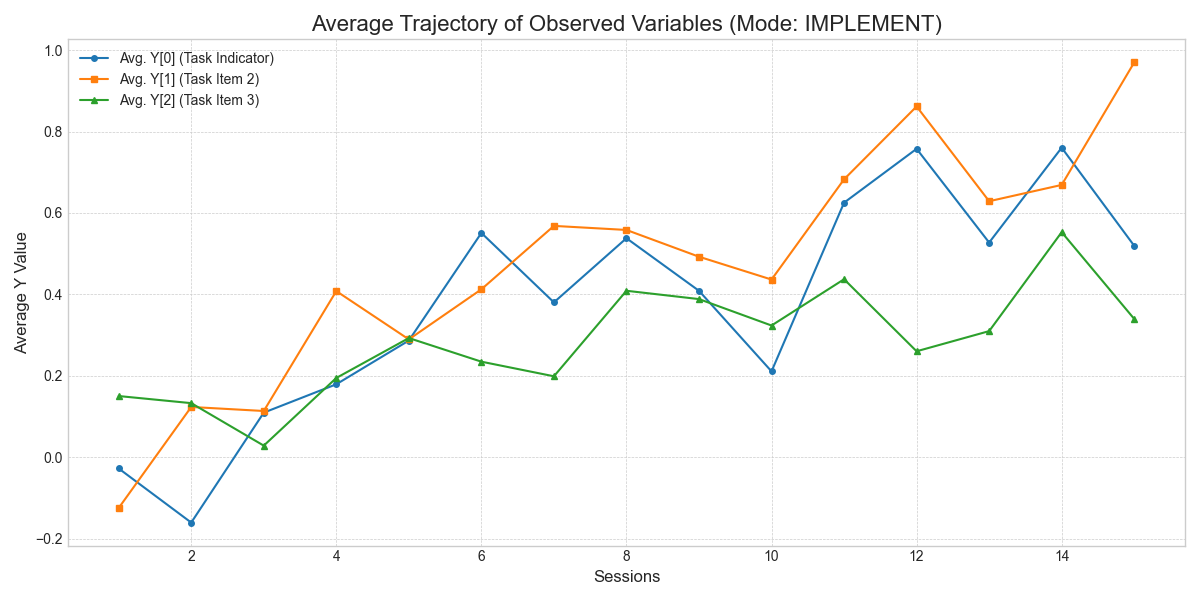 Average Trajectory of Observed Variables (Mode: IMPLEMENT)
Avg. Y[0] (Task Indicator)
Avg. Y[1] (Task Item 2)
Avg. Y[2] (Task Item 3)
Average Y Value
1.0
0.8
0.6
0.4
0.2
0.0
−0.2
2 4 6 8 10 12 14
Sessions